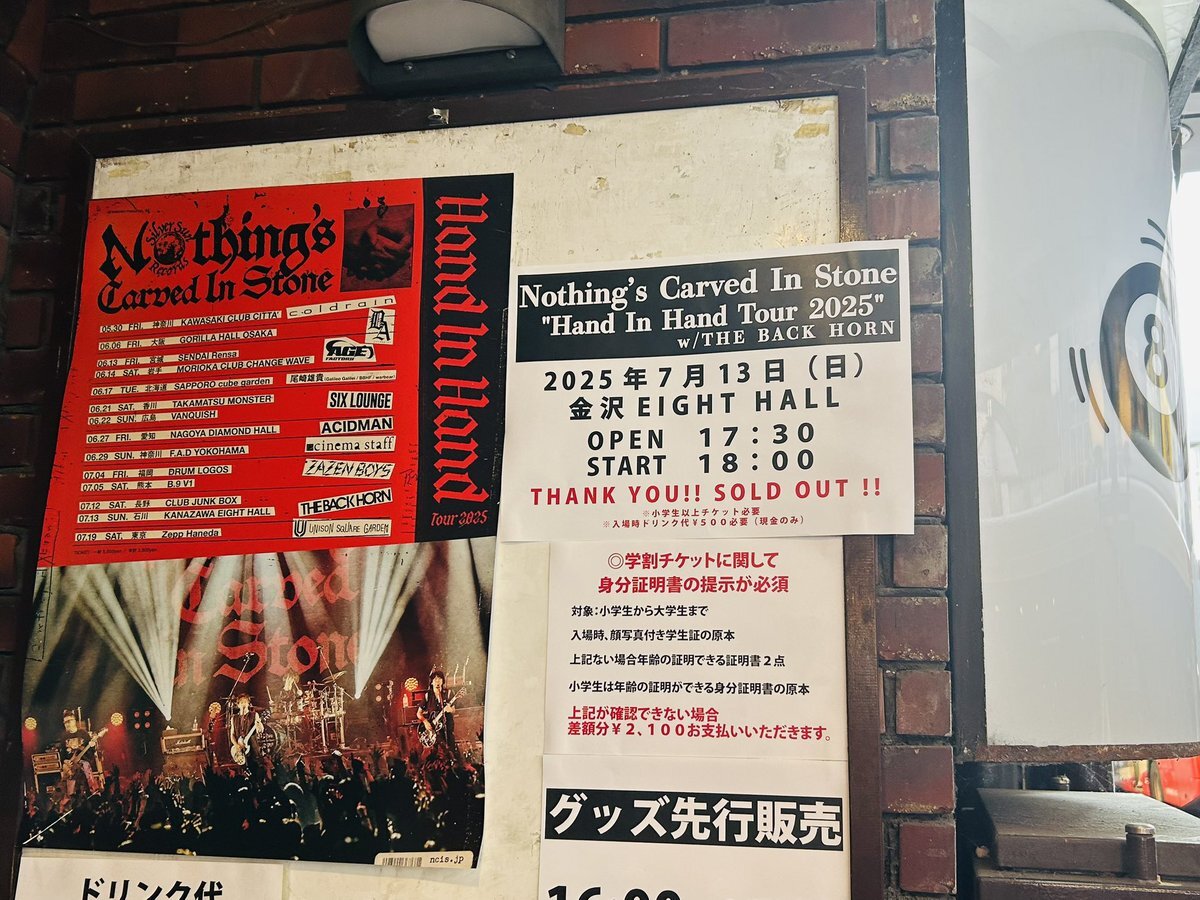 Nothing's
Carved In Stone
Silver Sun
Records
Hand In Hand
Tour 2025
05.30 FRI. 神奈川 KAWASAKI CLUB CITTA' coldrain
06.06 FRI. 大阪 GORILLA HALL OSAKA
06.13 FRI. 宮城 SENDAI Rensa
AGE FACTORY
06.14 SAT. 岩手 MORIOKA CLUB CHANGE WAVE
06.17 TUE. 北海道 SAPPORO cube garden 尾崎雄貴 (Galileo Galilei / BBHF / warbear)
06.21 SAT. 香川 TAKAMATSU MONSTER SIX LOUNGE
06.22 SUN. 広島 VANQUISH
06.27 FRI. 愛知 NAGOYA DIAMOND HALL ACIDMAN
06.29 SUN. 神奈川 F.A.D YOKOHAMA cinema staff
07.04 FRI. 福岡 DRUM LOGOS ZAZEN BOYS
07.05 SAT. 熊本 B.9 V1
07.12 SAT. 長野 CLUB JUNK BOX THE BACK HORN
07.13 SUN. 石川 KANAZAWA EIGHT HALL
07.19 SAT. 東京 Zepp Haneda UNISON SQUARE GARDEN
Carved
In Stone
Marshall
ncis.jp
ドリンク代
Nothing's Carved In Stone
"Hand In Hand Tour 2025"
w/THE BACK HORN
2025年7月13日（日）
金沢 EIGHT HALL
OPEN 17：30
START 18：00
THANK YOU!! SOLD OUT !!
※小学生以上チケット必要
※入場時ドリンク代￥500必要（現金のみ）
◎学割チケットに関して
身分証明書の提示が必須
対象：小学生から大学生まで
入場時、顔写真付き学生証の原本
上記ない場合年齢の証明できる証明書２点
小学生は年齢の証明ができる身分証明書の原本
上記が確認できない場合
差額分￥２、１００お支払いいただきます。
グッズ先行販売
16:00
8